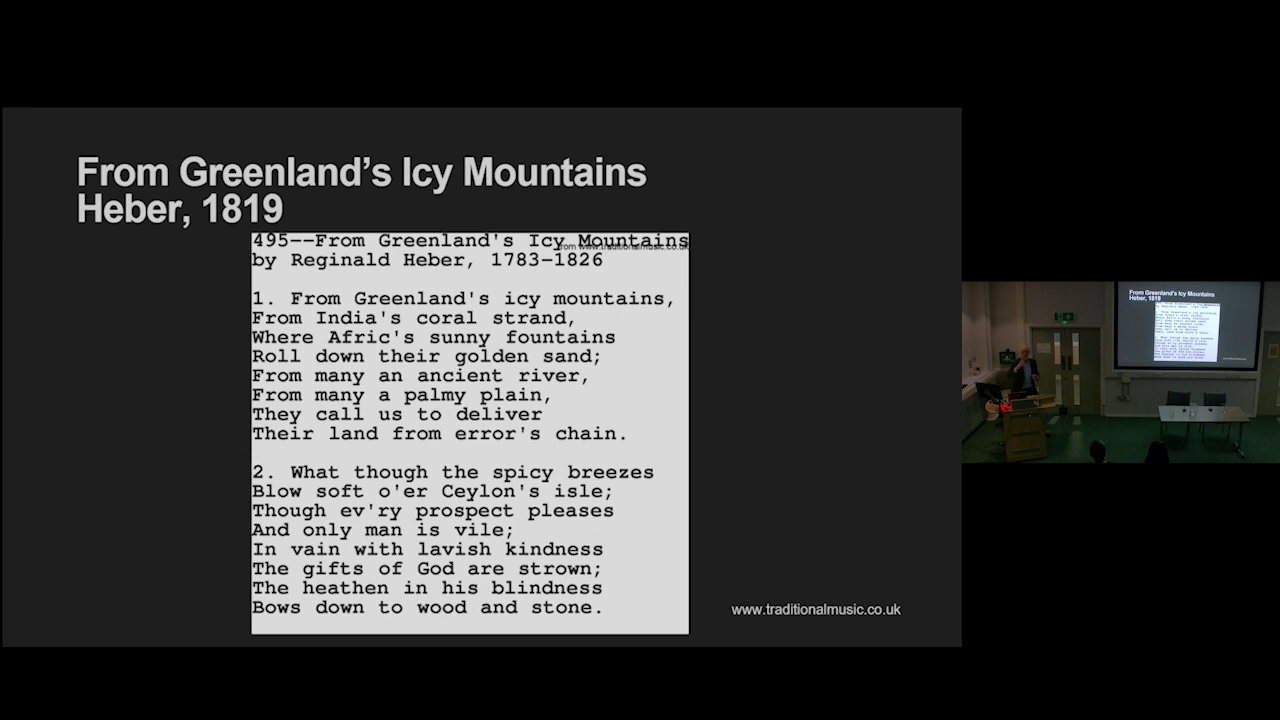 From Greenland’s Icy Mountains
Heber, 1819
495--From Greenland's Icy Mountains
from www.traditionalmusic.co.uk
by Reginald Heber, 1783-1826
1. From Greenland's icy mountains,
From India's coral strand,
Where Afric's sunny fountains
Roll down their golden sand;
From many an ancient river,
From many a palmy plain,
They call us to deliver
Their land from error's chain.
2. What though the spicy breezes
Blow soft o'er Ceylon's isle;
Though ev'ry prospect pleases
And only man is vile;
In vain with lavish kindness
The gifts of God are strown;
The heathen in his blindness
Bows down to wood and stone.
www.traditionalmusic.co.uk
From Greenland’s Icy Mountains
Heber, 1819